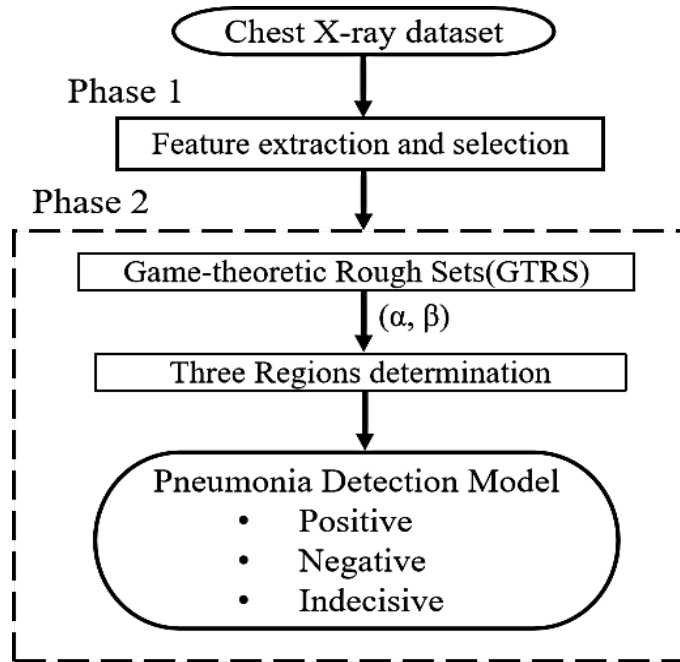 Chest X-ray dataset
Phase 1
Feature extraction and selection
Phase 2
Game-theoretic Rough Sets(GTRS)
(α, β)
Three Regions determination
Pneumonia Detection Model
• Positive
• Negative
• Indecisive